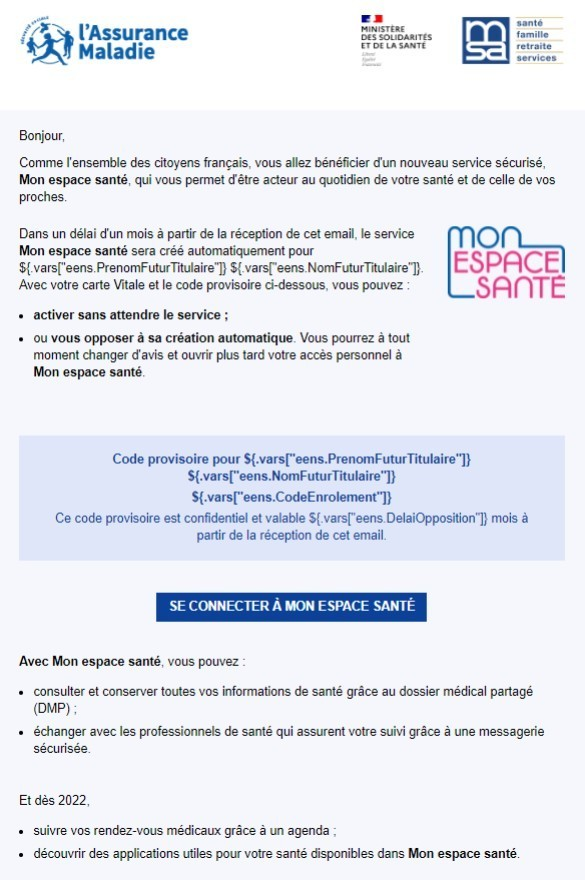 l'Assurance
Maladie
MINISTÈRE
DES SOLIDARITÉS
ET DE LA SANTÉ
Liberté
Égalité
Fraternité
msa
santé
famille
retraite
services
Bonjour,
Comme l'ensemble des citoyens français, vous allez bénéficier d'un nouveau service sécurisé,
Mon espace santé, qui vous permet d'être acteur au quotidien de votre santé et de celle de vos
proches.
Dans un délai d'un mois à partir de la réception de cet email, le service
Mon espace santé sera créé automatiquement pour
${.vars["eens.PrenomFuturTitulaire"]} ${.vars["eens.NomFuturTitulaire"]}.
Avec votre carte Vitale et le code provisoire ci-dessous, vous pouvez :
mon
ESPACE
SANTÉ
• activer sans attendre le service ;
• ou vous opposer à sa création automatique. Vous pourrez à tout
moment changer d'avis et ouvrir plus tard votre accès personnel à
Mon espace santé.
Code provisoire pour ${.vars["eens.PrenomFuturTitulaire"]}
${.vars["eens.NomFuturTitulaire"]}
${.vars["eens.CodeEnrolement"]}
Ce code provisoire est confidentiel et valable ${.vars["eens.DelaiOpposition"]} mois à
partir de la réception de cet email.
SE CONNECTER À MON ESPACE SANTÉ
Avec Mon espace santé, vous pouvez :
• consulter et conserver toutes vos informations de santé grâce au dossier médical partagé
(DMP) ;
• échanger avec les professionnels de santé qui assurent votre suivi grâce à une messagerie
sécurisée.
Et dès 2022,
• suivre vos rendez-vous médicaux grâce à un agenda ;
• découvrir des applications utiles pour votre santé disponibles dans Mon espace santé.